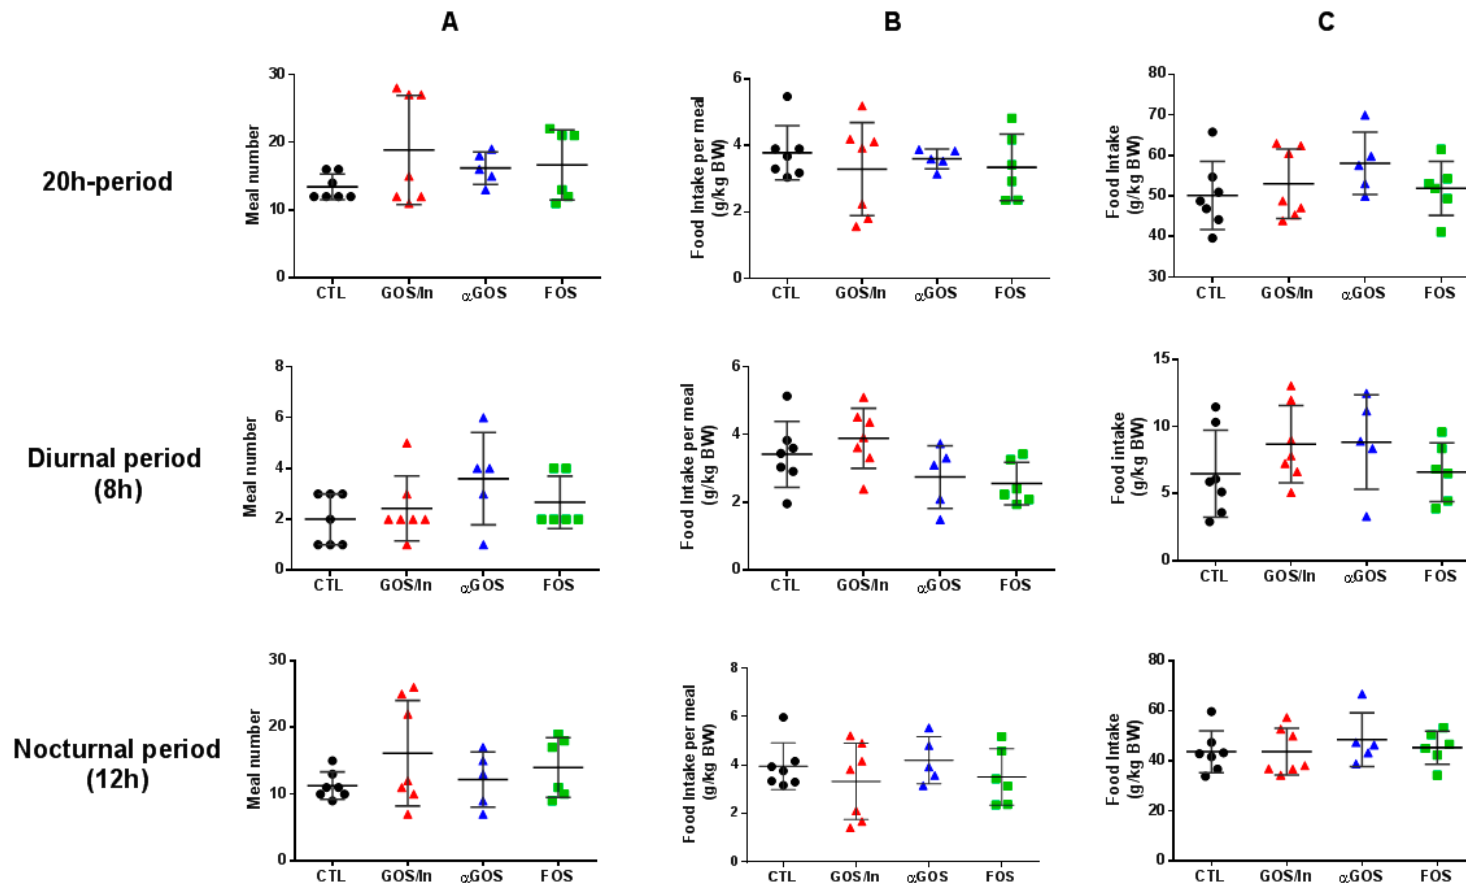 A
B
C
20h-period
Meal number
30
20
10
0
CTL
GOS/In
αGOS
FOS
Food Intake per meal
(g/kg BW)
6
4
2
0
CTL
GOS/In
αGOS
FOS
Food Intake
(g/kg BW)
80
70
60
50
40
30
CTL
GOS/In
αGOS
FOS
Diurnal period
(8h)
Meal number
8
6
4
2
0
CTL
GOS/In
αGOS
FOS
Food Intake per meal
(g/kg BW)
6
4
2
0
CTL
GOS/In
αGOS
FOS
Food intake
(g/kg BW)
15
10
5
0
CTL
GOS/In
αGOS
FOS
Nocturnal period
(12h)
Meal number
30
20
10
0
CTL
GOS/In
αGOS
FOS
Food Intake per meal
(g/kg BW)
8
6
4
2
0
CTL
GOS/In
αGOS
FOS
Food Intake
(g/kg BW)
80
60
40
20
0
CTL
GOS/In
αGOS
FOS